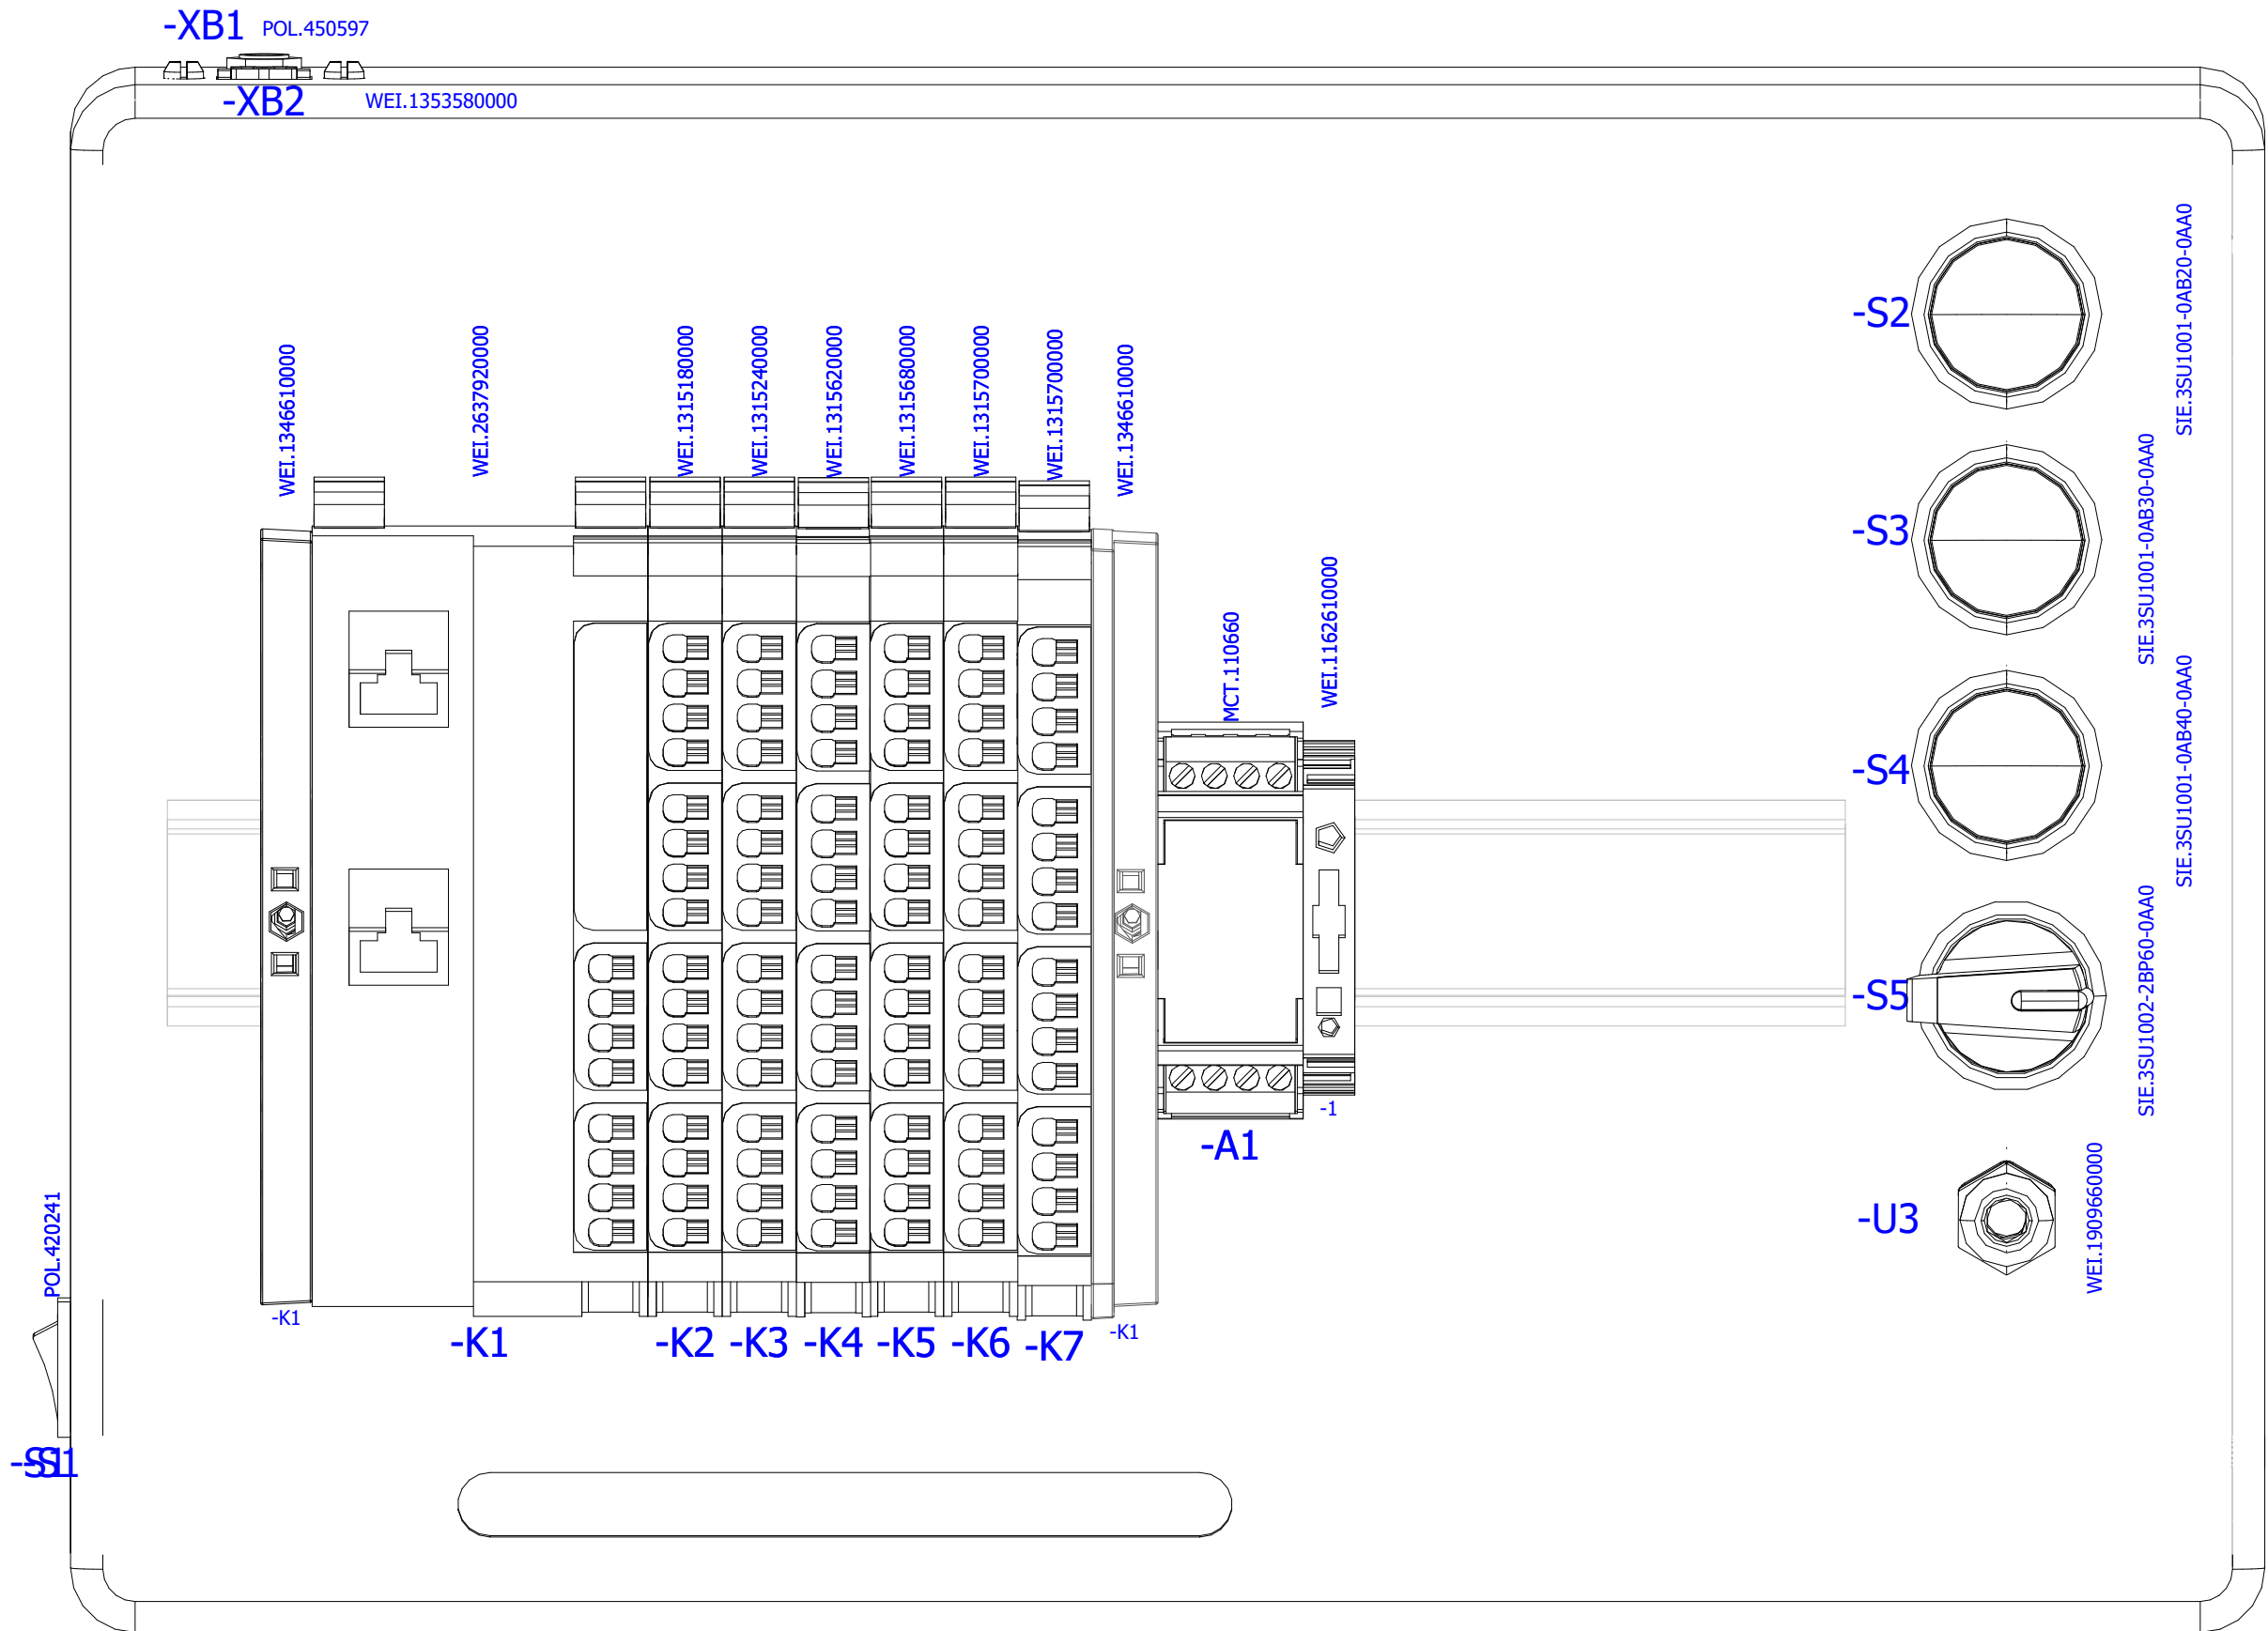 -XB1 POL.450597
-XB2 WEI.1353580000
WEI.1346610000
WEI.2637920000
WEI.1315180000
WEI.1315240000
WEI.1315620000
WEI.1315680000
WEI.1315700000
WEI.1315700000
WEI.1346610000
MCT.110660
WEI.1162610000
-S2
SIE.3SU1001-0AB20-0AA0
-S3
SIE.3SU1001-0AB30-0AA0
-S4
SIE.3SU1001-0AB40-0AA0
-S5
SIE.3SU1002-2BP60-0AA0
-1
-A1
-U3
WEI.1909660000
POL.420241
-K1
-K1
-K2
-K3
-K4
-K5
-K6
-K7
-K1
-S1
-S1